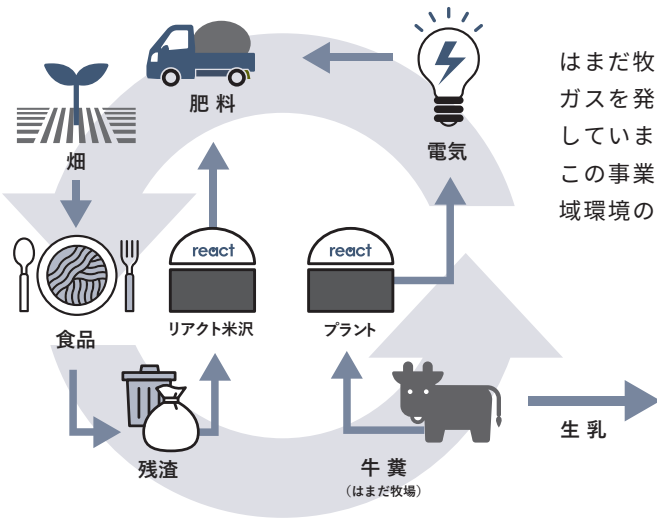 肥料
電気
畑
react
react
リアクト米沢
プラント
食品
残渣
牛糞
(はまだ牧場)
生乳
はまだ牧
ガスを発
していま
この事業
域環境の